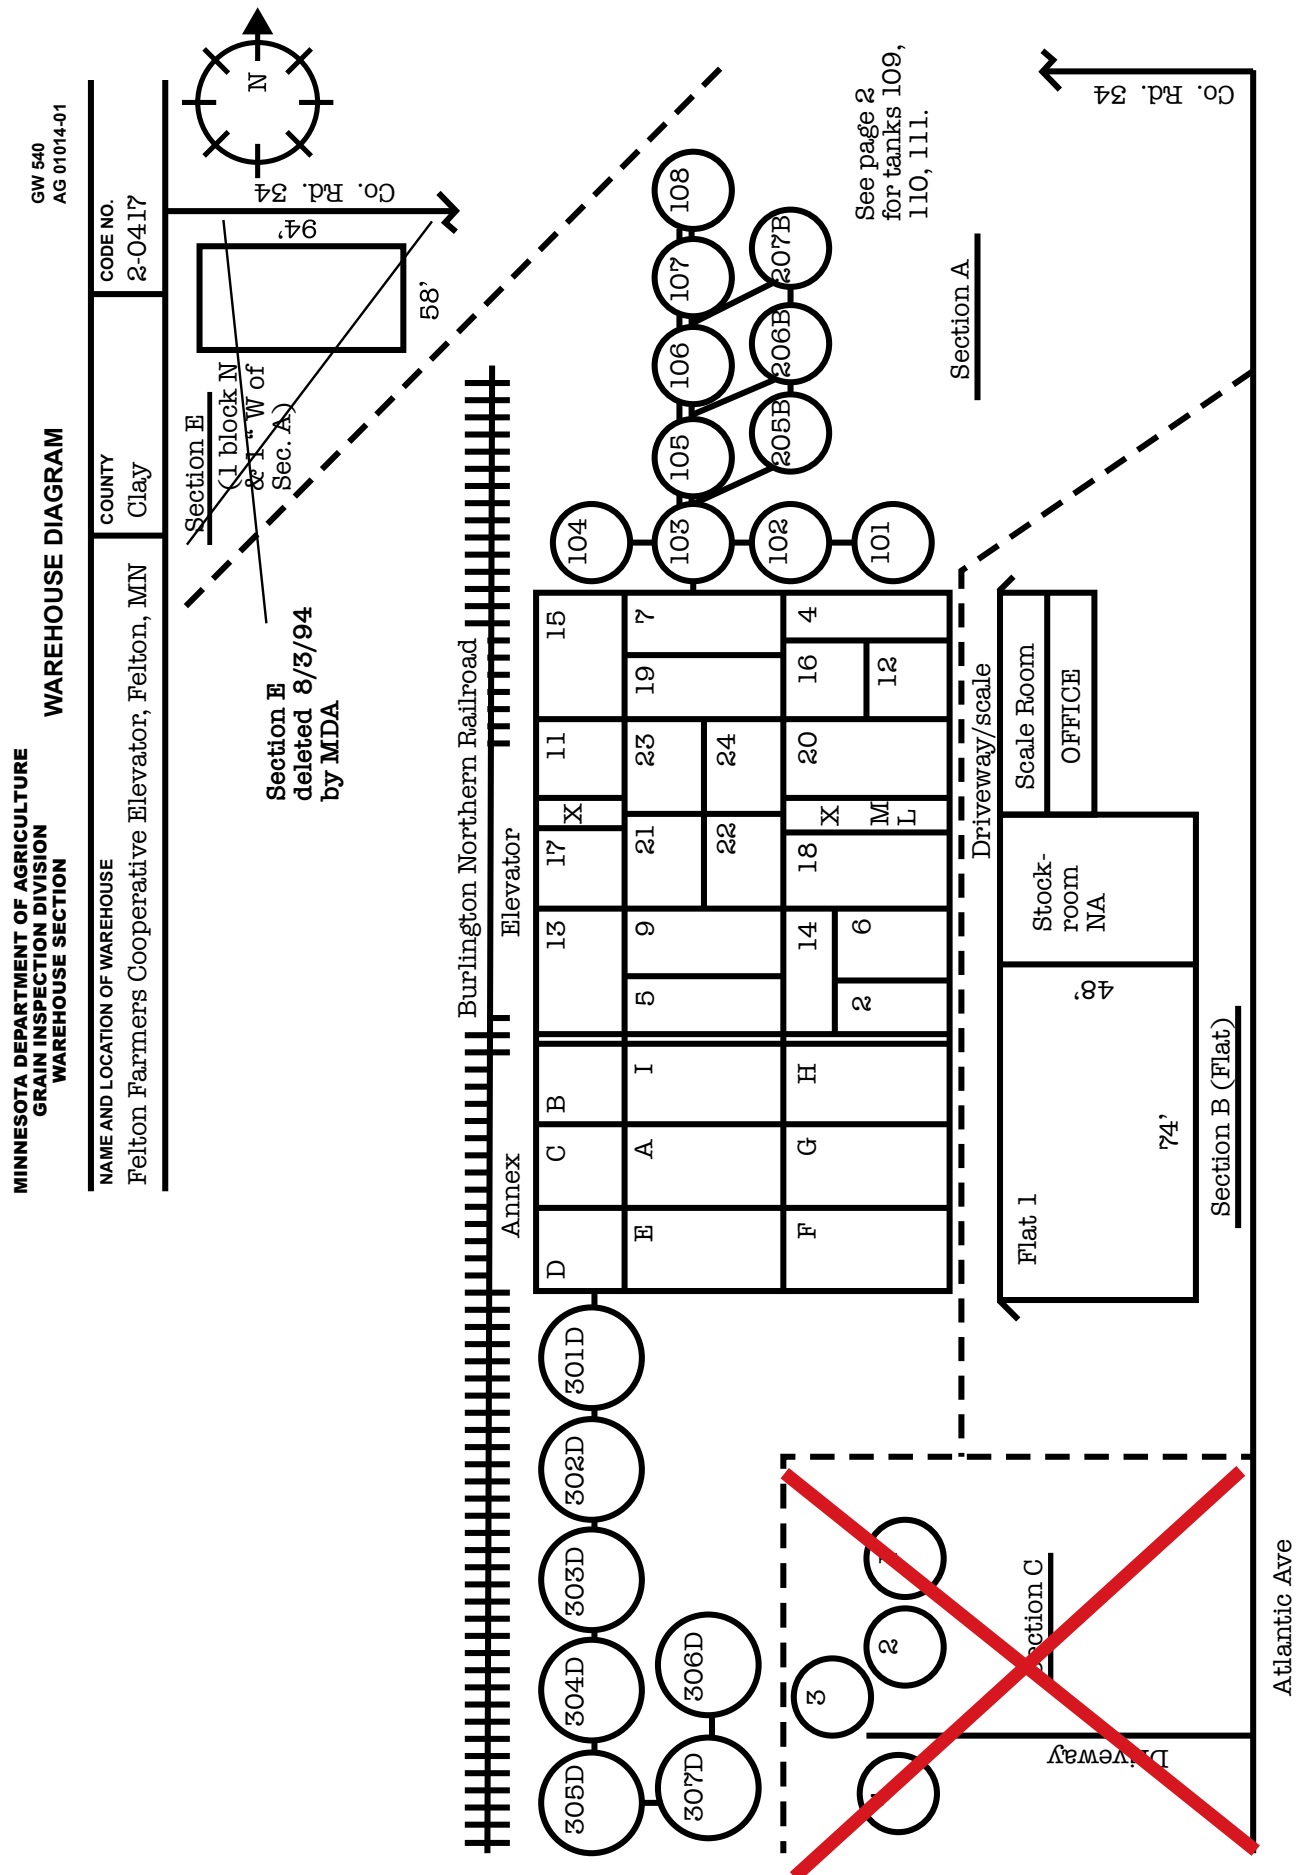 MINNESOTA DEPARTMENT OF AGRICULTURE
GRAIN INSPECTION DIVISION
WAREHOUSE SECTION
WAREHOUSE DIAGRAM
GW 540
AG 01014-01
NAME AND LOCATION OF WAREHOUSE
Felton Farmers Cooperative Elevator, Felton, MN
COUNTY
Clay
CODE NO.
2-0417
N
Co. Rd. 34
94'
58'
Section E
(1 block N
& 1 “ W of
Sec. A)
Section E
deleted 8/3/94
by MDA
Burlington Northern Railroad
Annex
Elevator
305D
304D
303D
302D
301D
307D
306D
D
C
B
13
17
X
11
15
E
A
I
5
9
21
23
19
7
22
24
F
G
H
14
18
X
20
16
4
2
6
M
L
12
104
103
102
101
105
106
107
108
205B
206B
207B
See page 2
for tanks 109,
110, 111.
Section A
Driveway/scale
Scale Room
OFFICE
Stock-
room
NA
Flat 1
48'
74'
Section B (Flat)
Co. Rd. 34
3
2
Section C
Driveway
Atlantic Ave